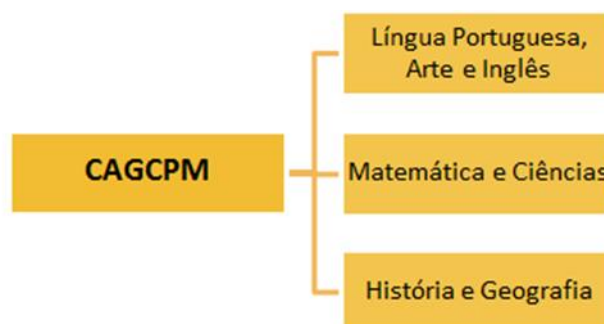 Língua Portuguesa,
Arte e Inglês
CAGCPM
Matemática e Ciências
História e Geografia